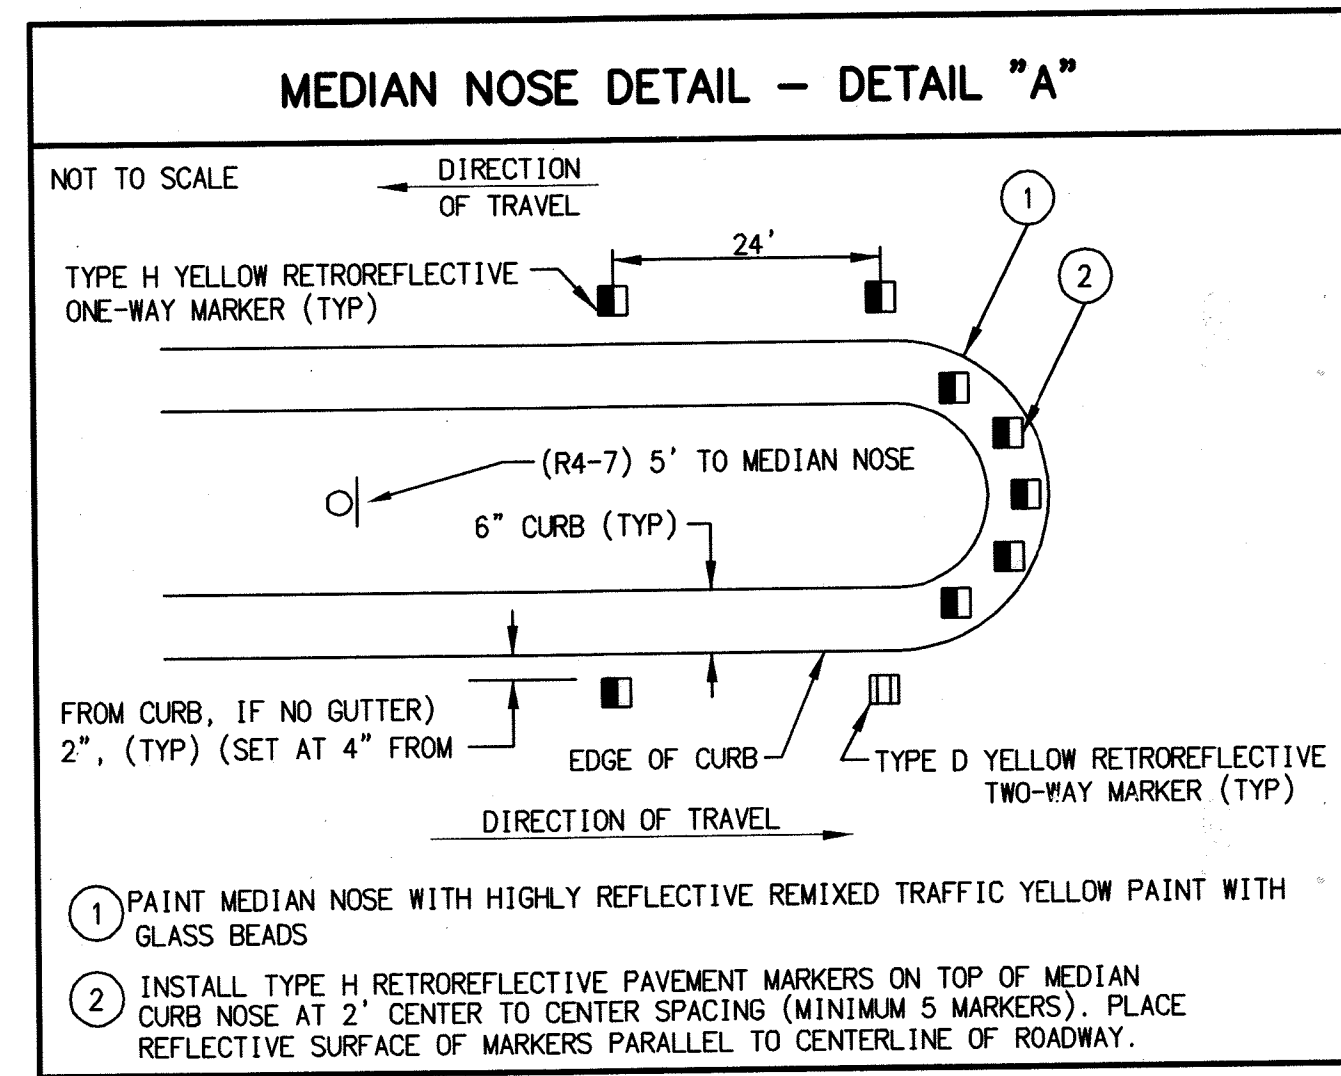 MEDIAN NOSE DETAIL – DETAIL "A"
NOT TO SCALE
DIRECTION
OF TRAVEL
1
24'
TYPE H YELLOW RETROREFLECTIVE
ONE-WAY MARKER (TYP)
2
(R4-7) 5' TO MEDIAN NOSE
6" CURB (TYP)
FROM CURB, IF NO GUTTER)
2", (TYP) (SET AT 4" FROM
EDGE OF CURB
TYPE D YELLOW RETROREFLECTIVE
TWO-WAY MARKER (TYP)
DIRECTION OF TRAVEL
1 PAINT MEDIAN NOSE WITH HIGHLY REFLECTIVE REMIXED TRAFFIC YELLOW PAINT WITH
GLASS BEADS
2 INSTALL TYPE H RETROREFLECTIVE PAVEMENT MARKERS ON TOP OF MEDIAN
CURB NOSE AT 2' CENTER TO CENTER SPACING (MINIMUM 5 MARKERS). PLACE
REFLECTIVE SURFACE OF MARKERS PARALLEL TO CENTERLINE OF ROADWAY.